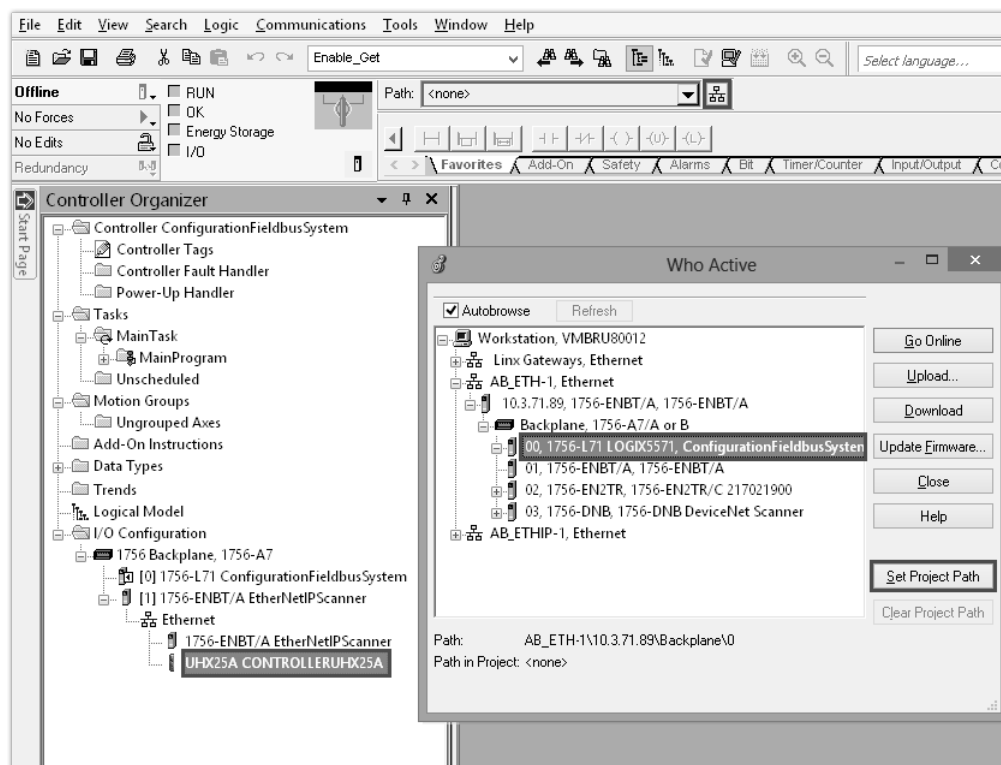 File Edit View Search Logic Communications Tools Window Help
Enable_Get
Select language...
Offline
RUN
Path: <none>
No Forces
OK
No Edits
Energy Storage
Redundancy
I/O
Favorites Add-On Safety Alarms Bit Timer/Counter Input/Output
Start Page
Controller Organizer
Controller ConfigurationFieldbusSystem
Controller Tags
Controller Fault Handler
Power-Up Handler
Tasks
MainTask
MainProgram
Unscheduled
Motion Groups
Ungrouped Axes
Add-On Instructions
Data Types
Trends
Logical Model
I/O Configuration
1756 Backplane, 1756-A7
[0] 1756-L71 ConfigurationFieldbusSystem
[1] 1756-ENBT/A EtherNetIPScanner
Ethernet
1756-ENBT/A EtherNetIPScanner
UHX25A CONTROLLERUHX25A
Who Active
Autobrowse
Refresh
Workstation, VMBRU80012
Linx Gateways, Ethernet
AB_ETH-1, Ethernet
10.3.71.89, 1756-ENBT/A, 1756-ENBT/A
Backplane, 1756-A7/A or B
00, 1756-L71 LOGIX5571, ConfigurationFieldbusSysten
01, 1756-ENBT/A, 1756-ENBT/A
02, 1756-EN2TR, 1756-EN2TR/C 217021900
03, 1756-DNB, 1756-DNB DeviceNet Scanner
AB_ETHIP-1, Ethernet
Go Online
Upload...
Download
Update Firmware...
Close
Help
Set Project Path
Clear Project Path
Path: AB_ETH-1\10.3.71.89\Backplane\0
Path in Project: <none>